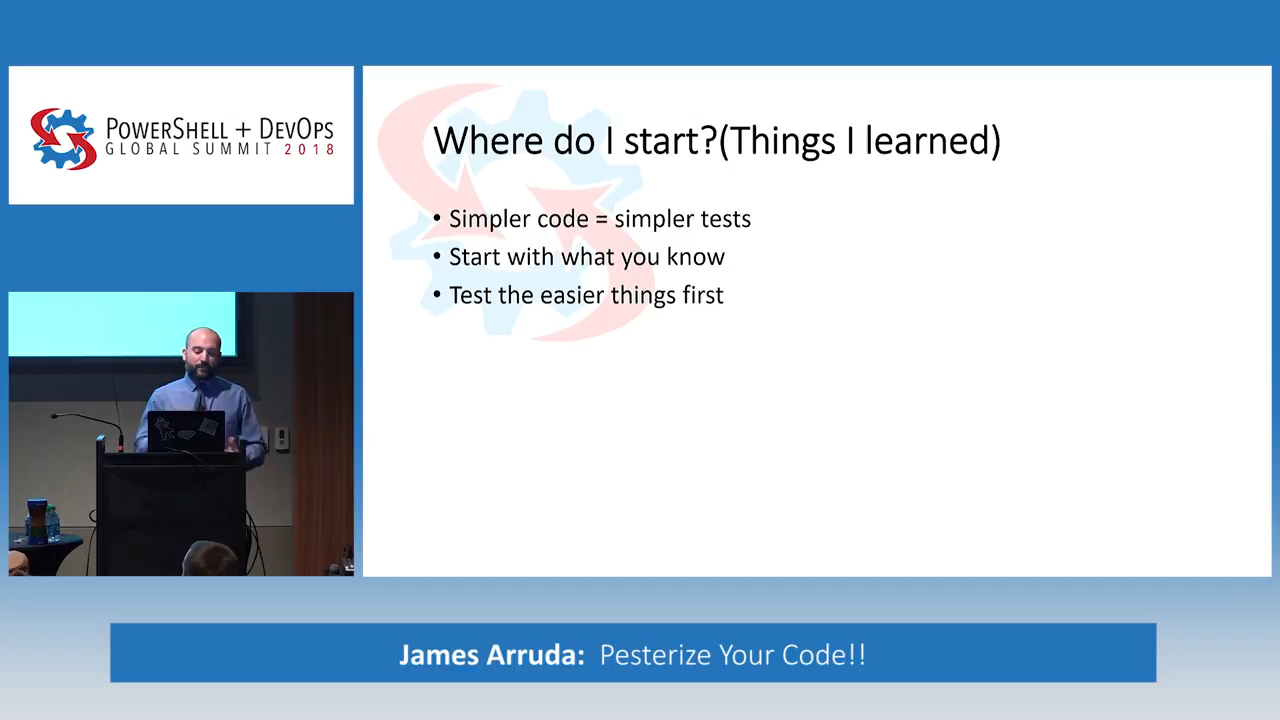 POWERSHELL + DEVOPS
GLOBAL SUMMIT 2018
Where do I start?(Things I learned)
• Simpler code = simpler tests
• Start with what you know
• Test the easier things first
James Arruda: Pesterize Your Code!!